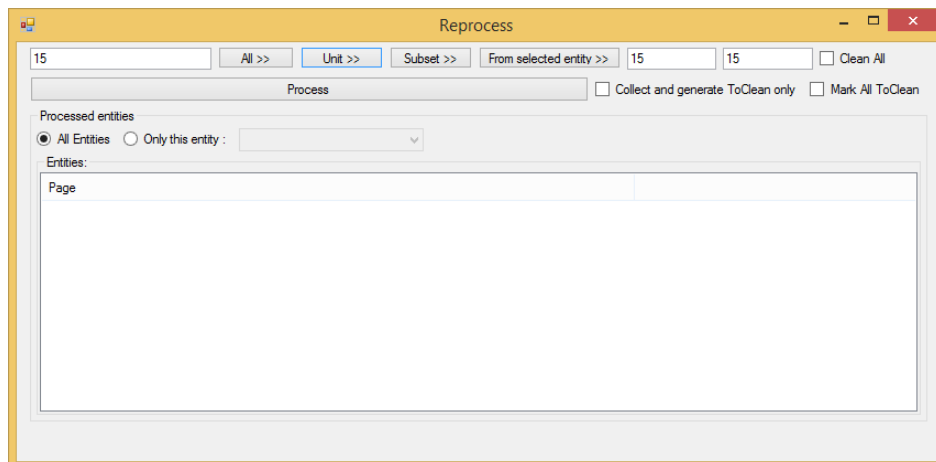 Reprocess
15 All >> Unit >> Subset >> From selected entity >> 15 15 Clean All
Process Collect and generate ToClean only Mark All ToClean
Processed entities
All Entities Only this entity :
Entities:
Page